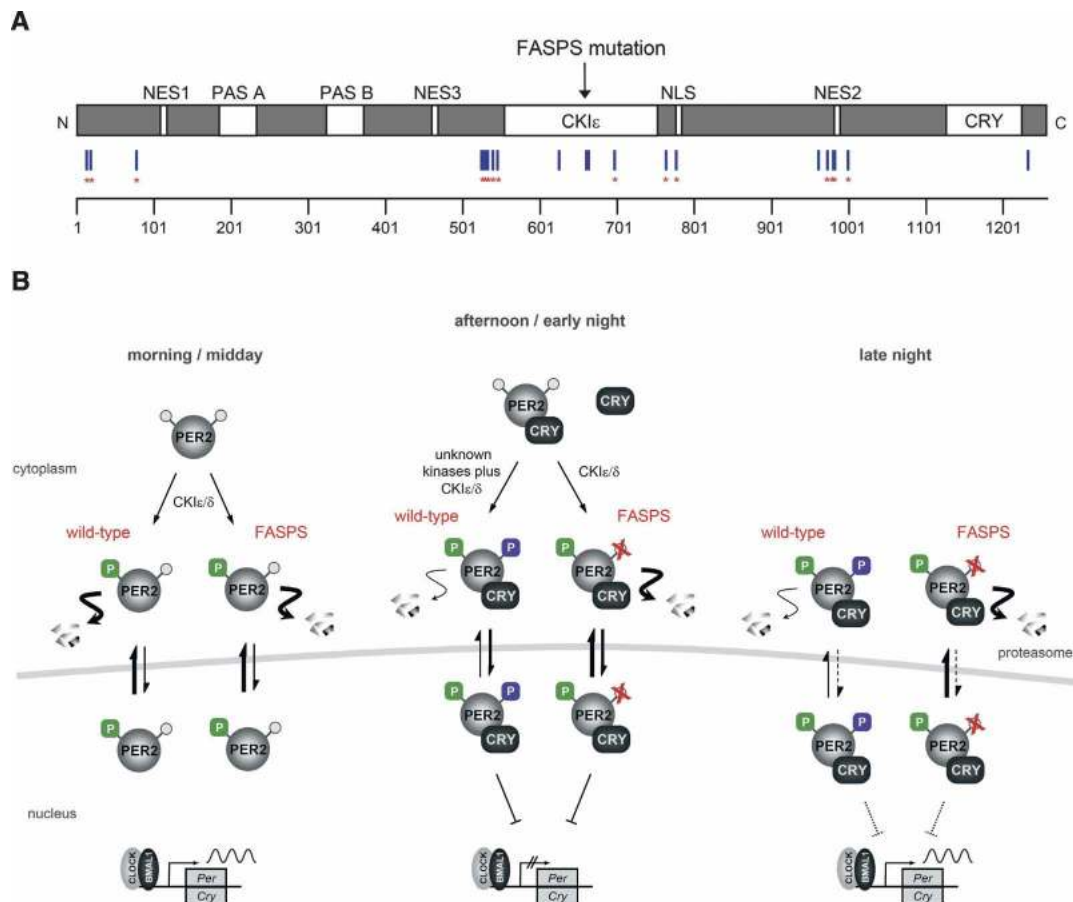 A
FASPS mutation
NES1 PAS A PAS B NES3 NLS NES2
N CKIε CRY C
* * * * * * * * * * * * *
1 101 201 301 401 501 601 701 801 901 1001 1201
B
afternoon / early night
morning / midday
late night
PER2
CRY
CRY
PER2
cytoplasm
unknown
kinases plus
CKIε/δ
CKIε/δ
CKIε/δ
wild-type FASPS
wild-type FASPS
wild-type FASPS
P PER2
P PER2
P P PER2 CRY
P PER2 CRY
P P PER2 CRY
P PER2 CRY
proteasome
P PER2
P PER2
P P PER2 CRY
P PER2 CRY
P P PER2 CRY
P PER2 CRY
nucleus
CLOCK BMAL1 Per
Cry
CLOCK BMAL1 Per
Cry
CLOCK BMAL1 Per
Cry